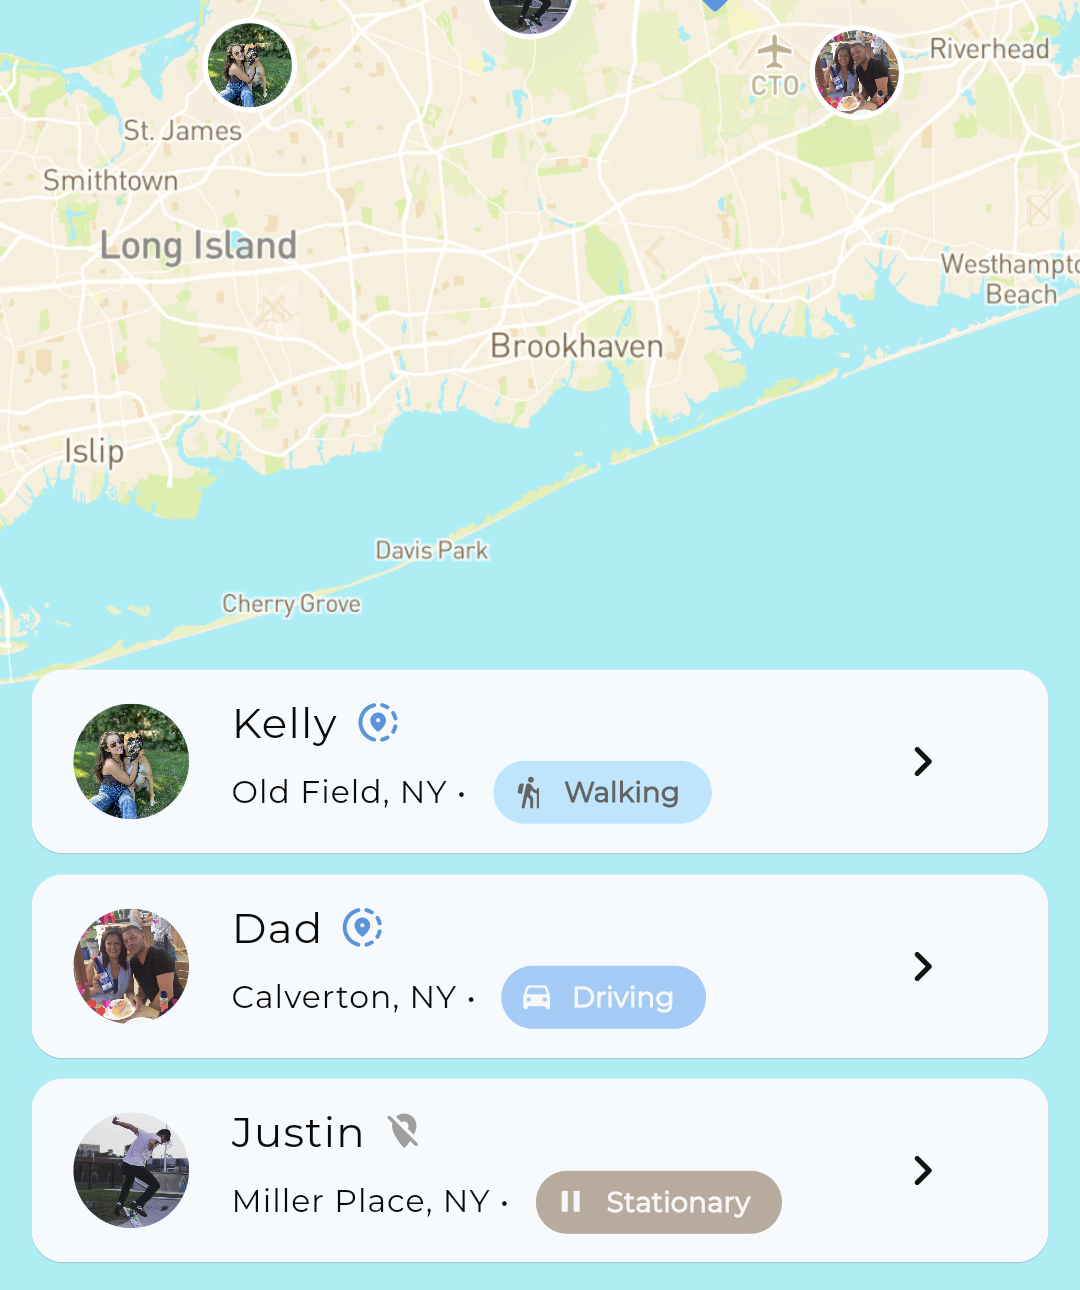 Riverhead
CTO
St. James
Smithtown
Long Island
Westhampto
Beach
Brookhaven
Islip
Davis Park
Cherry Grove
Kelly
Old Field, NY • Walking
Dad
Calverton, NY • Driving
Justin
Miller Place, NY • Stationary